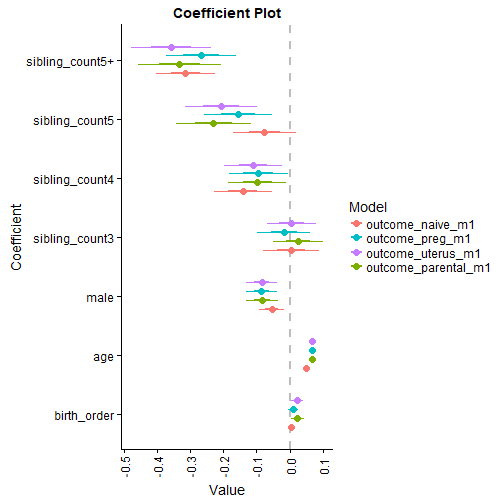 Coefficient Plot
Coefficient
sibling_count5+
sibling_count5
sibling_count4
sibling_count3
male
age
birth_order
-0.5 -0.4 -0.3 -0.2 -0.1 0.0 0.1
Value
Model
outcome_naive_m1
outcome_preg_m1
outcome_uterus_m1
outcome_parental_m1